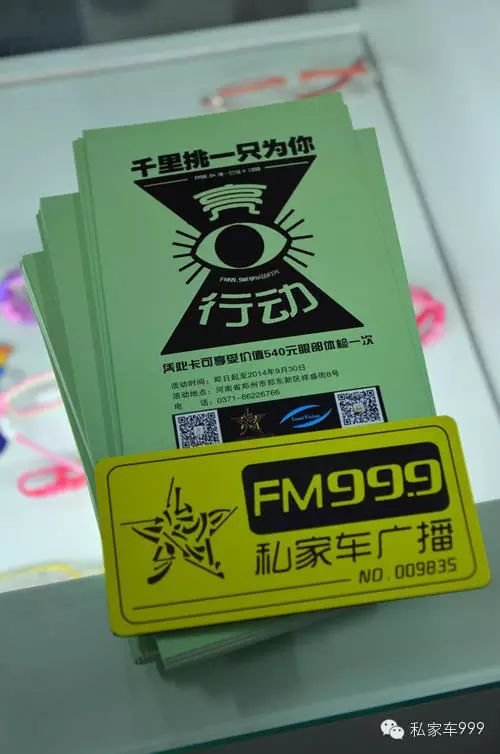 千里挑一只为你
亮
行动
凭此卡可享受价值540元眼部体检一次
活动时间：即日起至2014年9月30日
活动地点：河南省郑州市郑东新区祥盛街8号
电　话：0371-86226766
FM99.9
私家车广播
NO.009835
私家车999